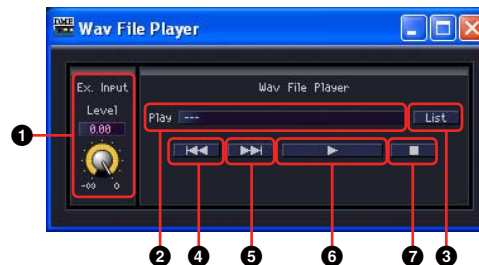 DME Wav File Player
Ex. Input
Wav File Player
Level
0.00
Play ---
List
-∞ 0
1
2 4 5 6 7 3